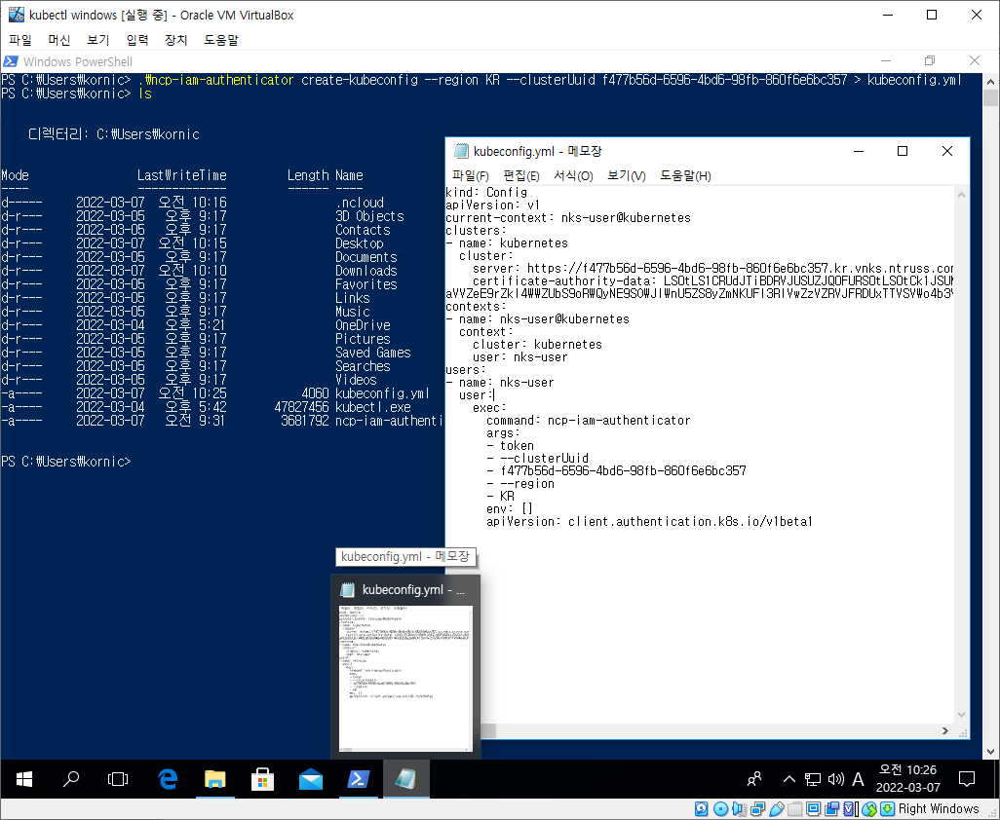 kubectl windows [실행 중] - Oracle VM VirtualBox
파일 머신 보기 입력 장치 도움말
Windows PowerShell
PS C:\Users\kornic> .\ncp-iam-authenticator create-kubeconfig --region KR --clusterUuid f477b56d-6596-4bd6-98fb-860f6e6bc357 > kubeconfig.yml
PS C:\Users\kornic> ls
디렉터리: C:\Users\kornic
Mode LastWriteTime Length Name
---- ------------- ------ ----
d----- 2022-03-07 오전 10:16 .ncloud
d-r--- 2022-03-05 오후 9:17 3D Objects
d-r--- 2022-03-05 오후 9:17 Contacts
d-r--- 2022-03-07 오전 10:15 Desktop
d-r--- 2022-03-05 오후 9:17 Documents
d-r--- 2022-03-07 오전 10:10 Downloads
d-r--- 2022-03-05 오후 9:17 Favorites
d-r--- 2022-03-05 오후 9:17 Links
d-r--- 2022-03-05 오후 9:17 Music
d-r--- 2022-03-04 오후 5:21 OneDrive
d-r--- 2022-03-05 오후 9:17 Pictures
d-r--- 2022-03-05 오후 9:17 Saved Games
d-r--- 2022-03-05 오후 9:17 Searches
d-r--- 2022-03-05 오후 9:17 Videos
-a---- 2022-03-07 오전 10:25 4060 kubeconfig.yml
-a---- 2022-03-04 오후 5:42 47827456 kubectl.exe
-a---- 2022-03-07 오전 9:31 3681792 ncp-iam-authenti
PS C:\Users\kornic>
kubeconfig.yml - 메모장
파일(F) 편집(E) 서식(O) 보기(V) 도움말(H)
kind: Config
apiVersion: v1
current-context: nks-user@kubernetes
clusters:
- name: kubernetes
cluster:
server: https://f477b56d-6596-4bd6-98fb-860f6e6bc357.kr.vnks.ntruss.com
certificate-authority-data:
contexts:
- name: nks-user@kubernetes
context:
cluster: kubernetes
user: nks-user
users:
- name: nks-user
user:
exec:
command: ncp-iam-authenticator
args:
- token
- --clusterUuid
- f477b56d-6596-4bd6-98fb-860f6e6bc357
- --region
- KR
env: []
apiVersion: client.authentication.k8s.io/v1beta1
kubeconfig.yml - 메모장
kubeconfig.yml - ...
A
오전 10:26
2022-03-07
Right Windows